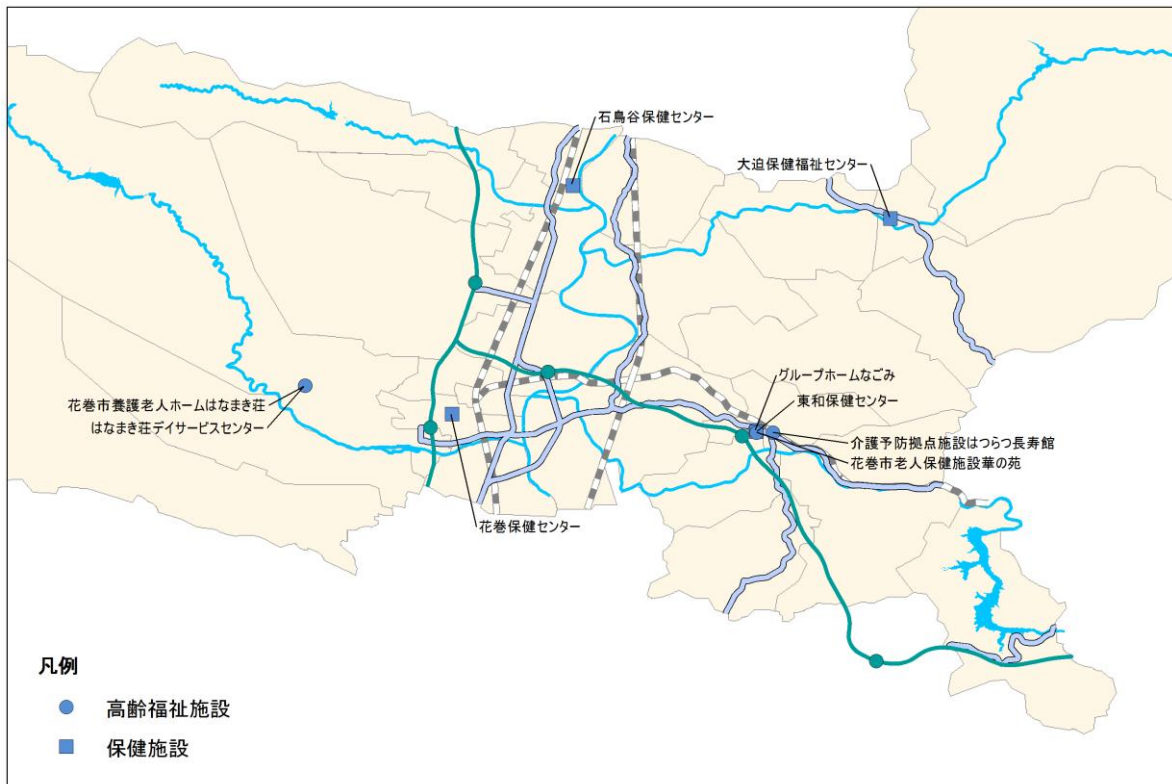 石鳥谷保健センター
大迫保健福祉センター
グループホームなごみ
東和保健センター
花巻市養護老人ホームはなまき荘
はなまき荘デイサービスセンター
介護予防拠点施設はつらつ長寿館
花巻市老人保健施設華の苑
花巻保健センター
凡例
高齢福祉施設
保健施設